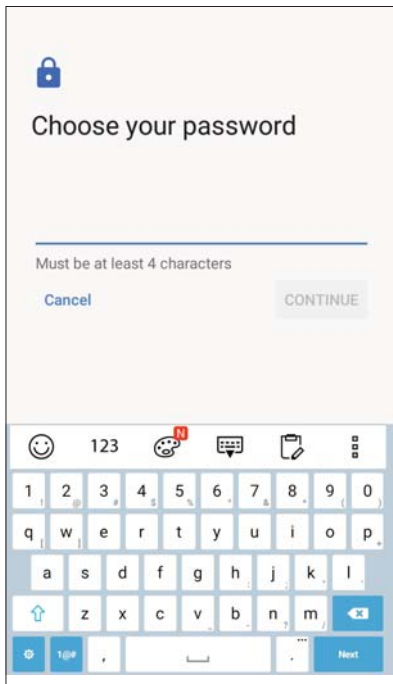 Choose your password
Must be at least 4 characters
Cancel CONTINUE
123 N
1 ! 2 @ 3 # 4 $ 5 % 6 ^ 7 & 8 * 9 ( 0 )
q [ w ] e r t y u i o p +
a s d f g h : j ; k l
z x c v b n ? m /
1@# , . ... Next